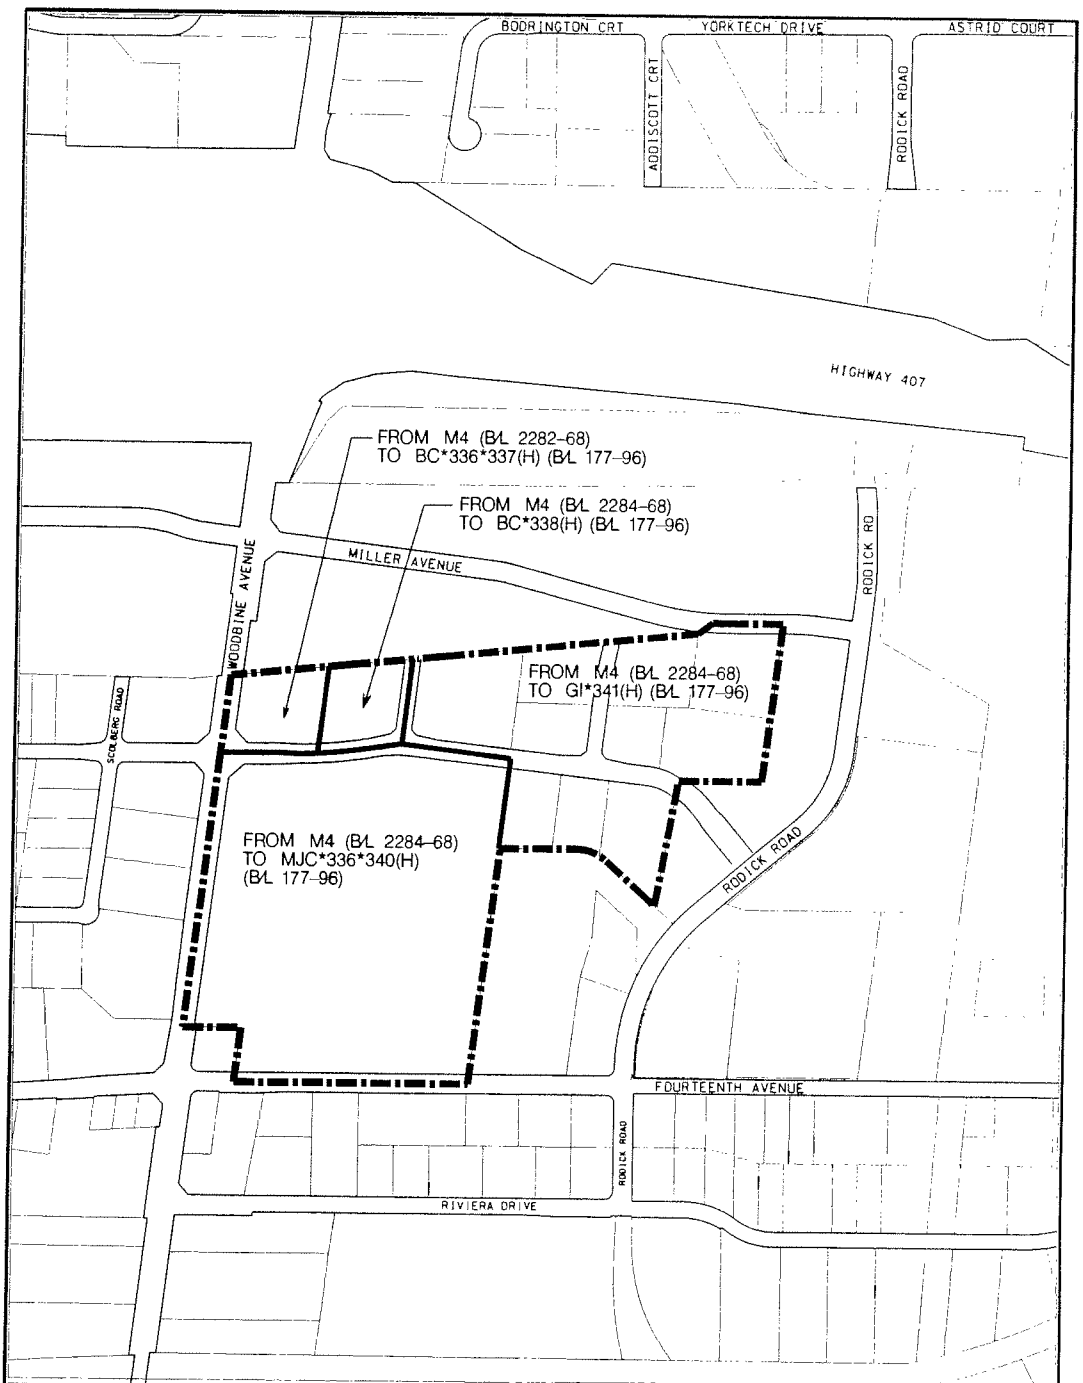 BODRINGTON CRT
YORKTECH DRIVE
ASTRID COURT
ADDISCOTT CRT
RODICK ROAD
HIGHWAY 407
FROM M4 (B/L 2282-68)
TO BC*336*337(H) (B/L 177-96)
FROM M4 (B/L 2284-68)
TO BC*338(H) (B/L 177-96)
RODICK RD
WOODBINE AVENUE
MILLER AVENUE
FROM M4 (B/L 2284-68)
TO GI*341(H) (B/L 177-96)
SCOLBERG ROAD
FROM M4 (B/L 2284-68)
TO MJC*336*340(H)
(B/L 177-96)
RODICK ROAD
FOURTEENTH AVENUE
RODICK ROAD
RIVIERA DRIVE